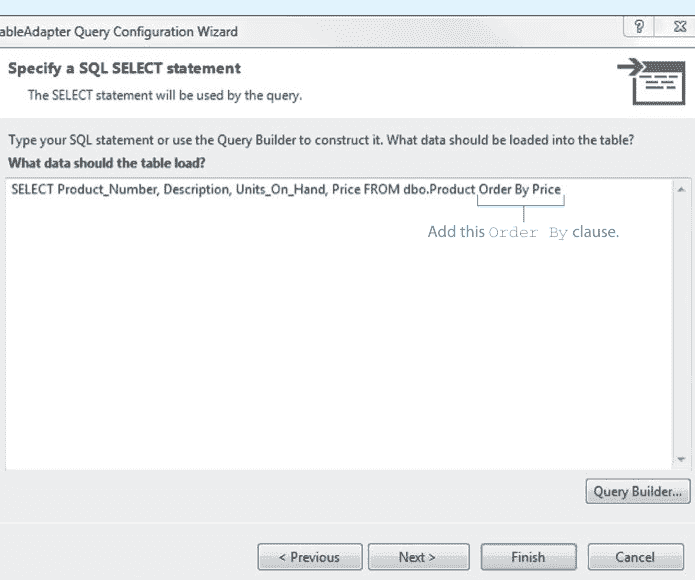 ableAdapter Query Configuration Wizard
?
Specify a SQL SELECT statement
The SELECT statement will be used by the query.
Type your SQL statement or use the Query Builder to construct it. What data should be loaded into the table?
What data should the table load?
SELECT Product_Number, Description, Units_On_Hand, Price FROM dbo.Product Order By Price
Add this Order By clause.
Query Builder...
< Previous Next > Finish Cancel